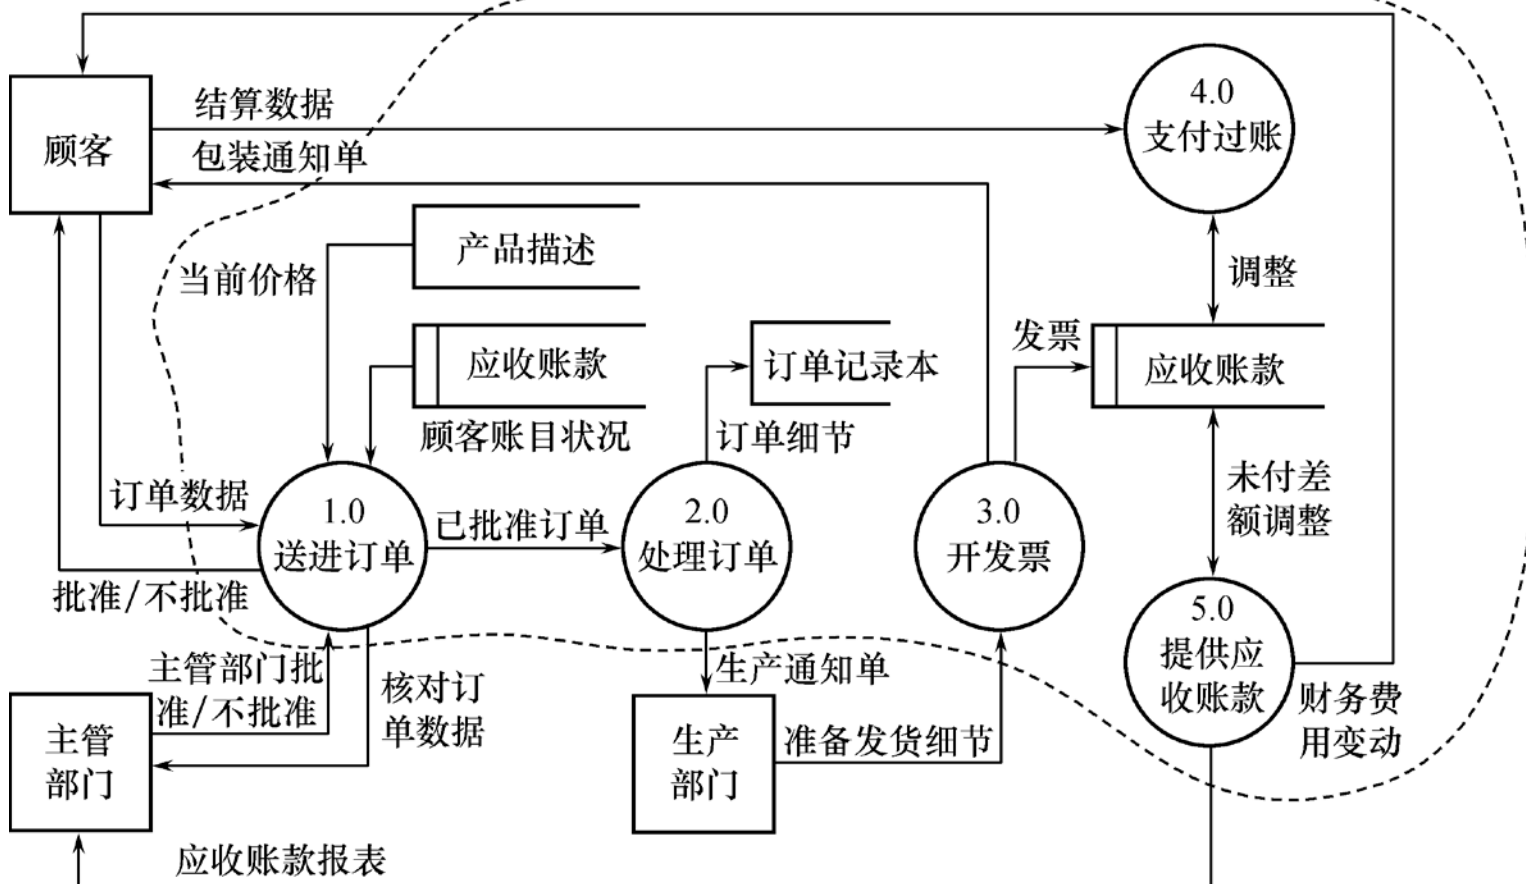 结算数据
4.0
支付过账
顾客
包装通知单
产品描述
当前价格
调整
发票
应收账款
订单记录本
应收账款
顾客账目状况
订单细节
未付差
额调整
订单数据
1.0
送进订单
已批准订单
2.0
处理订单
3.0
开发票
批准/不批准
5.0
提供应
收账款
主管部门批
准/不批准
核对订
单数据
生产通知单
财务费
用变动
主管
部门
生产
部门
准备发货细节
应收账款报表